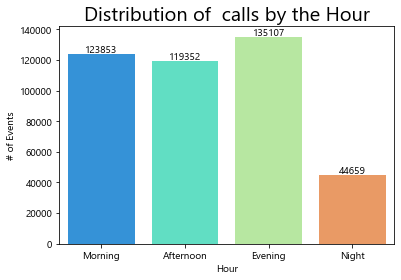 Distribution of  calls by the Hour
# of Events
140000
120000
100000
80000
60000
40000
20000
0
123853
119352
135107
44659
Morning
Afternoon
Evening
Night
Hour